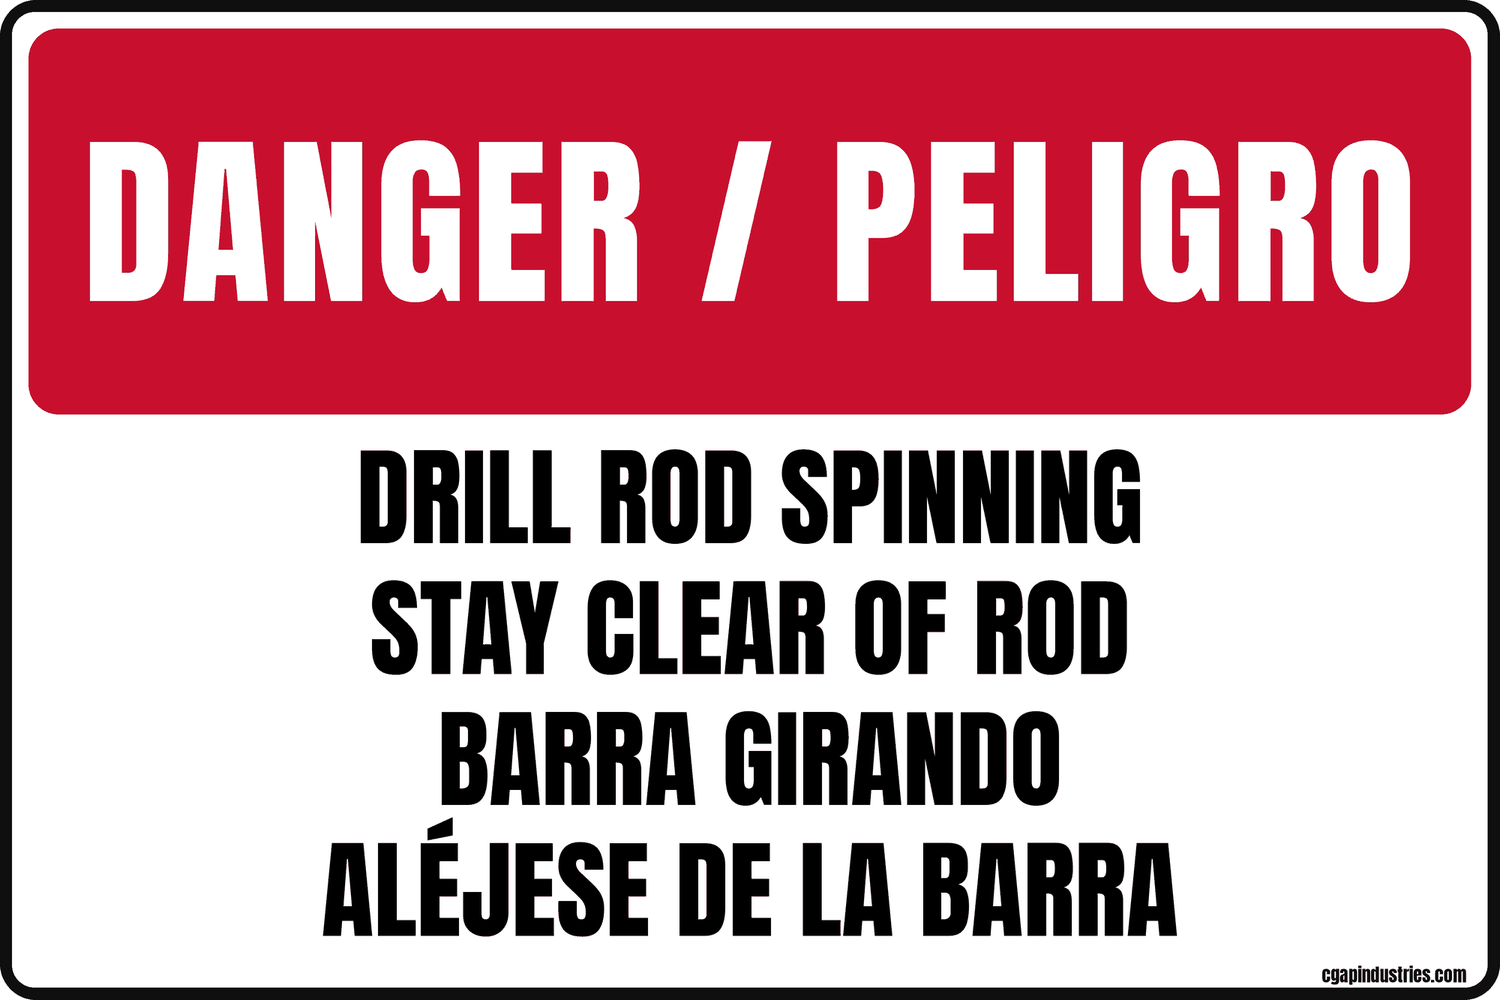 DANGER / PELIGRO
DRILL ROD SPINNING
STAY CLEAR OF ROD
BARRA GIRANDO
ALÉJESE DE LA BARRA
cgapindustries.com